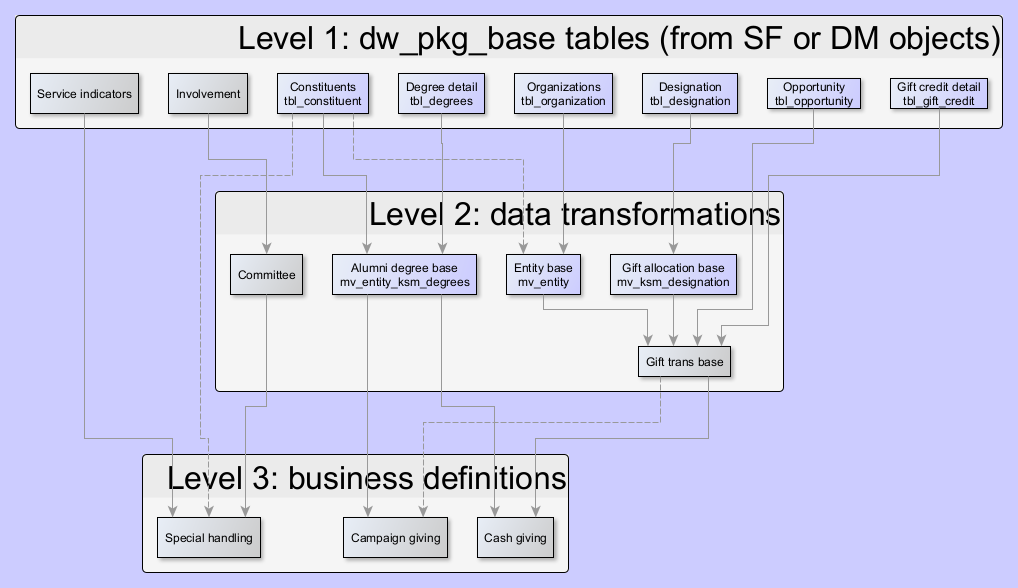 Level 1: dw_pkg_base tables (from SF or DM objects)
Service indicators
Involvement
Constituents
tbl_constituent
Degree detail
tbl_degrees
Organizations
tbl_organization
Designation
tbl_designation
Opportunity
tbl_opportunity
Gift credit detail
tbl_gift_credit
Level 2: data transformations
Committee
Alumni degree base
mv_entity_ksm_degrees
Entity base
mv_entity
Gift allocation base
mv_ksm_designation
Gift trans base
Level 3: business definitions
Special handling
Campaign giving
Cash giving